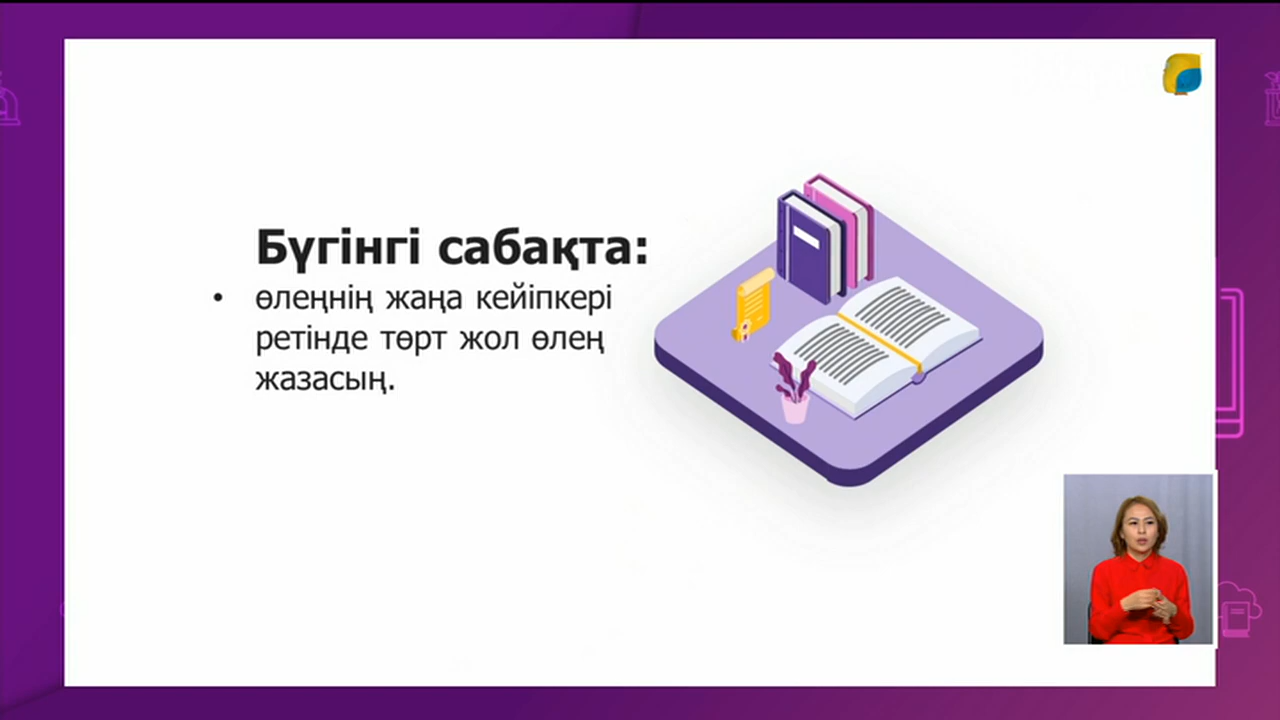 Бүгінгі сабақта:
• өлеңнің жаңа кейіпкері
ретінде төрт жол өлең
жазасың.